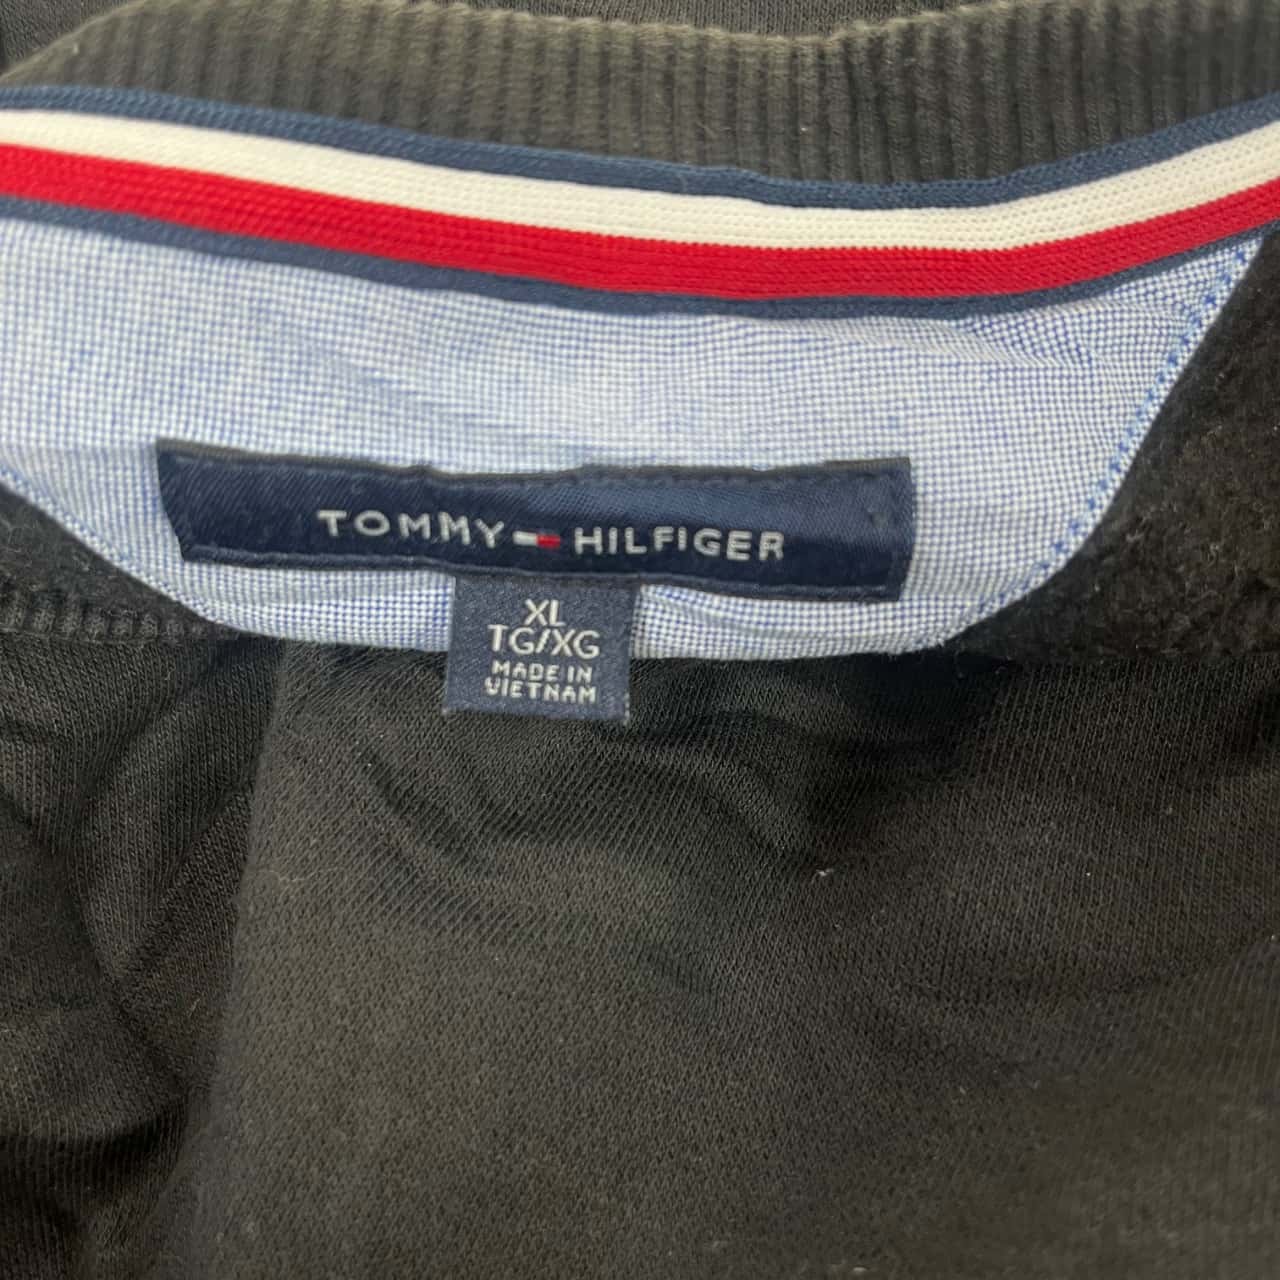 TOMMY HILFIGER
XL
TG/XG
MADE IN
VIETNAM